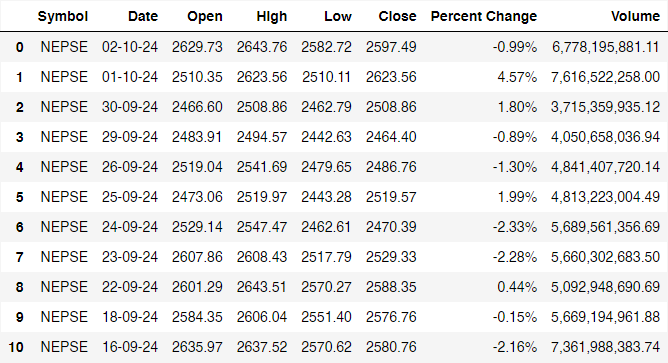 Symbol Date Open High Low Close Percent Change Volume
0 NEPSE 02-10-24 2629.73 2643.76 2582.72 2597.49 -0.99% 6,778,195,881.11
1 NEPSE 01-10-24 2510.35 2623.56 2510.11 2623.56 4.57% 7,616,522,258.00
2 NEPSE 30-09-24 2466.60 2508.86 2462.79 2508.86 1.80% 3,715,359,935.12
3 NEPSE 29-09-24 2483.91 2494.57 2442.63 2464.40 -0.89% 4,050,658,036.94
4 NEPSE 26-09-24 2519.04 2541.69 2479.65 2486.76 -1.30% 4,841,407,720.14
5 NEPSE 25-09-24 2473.06 2519.97 2443.28 2519.57 1.99% 4,813,223,004.49
6 NEPSE 24-09-24 2529.14 2547.47 2462.61 2470.39 -2.33% 5,689,561,356.69
7 NEPSE 23-09-24 2607.86 2608.43 2517.79 2529.33 -2.28% 5,660,302,683.50
8 NEPSE 22-09-24 2601.29 2643.51 2570.27 2588.35 0.44% 5,092,948,690.69
9 NEPSE 18-09-24 2584.35 2606.04 2551.40 2576.76 -0.15% 5,669,194,961.88
10 NEPSE 16-09-24 2635.97 2637.52 2570.62 2580.76 -2.16% 7,361,988,383.74